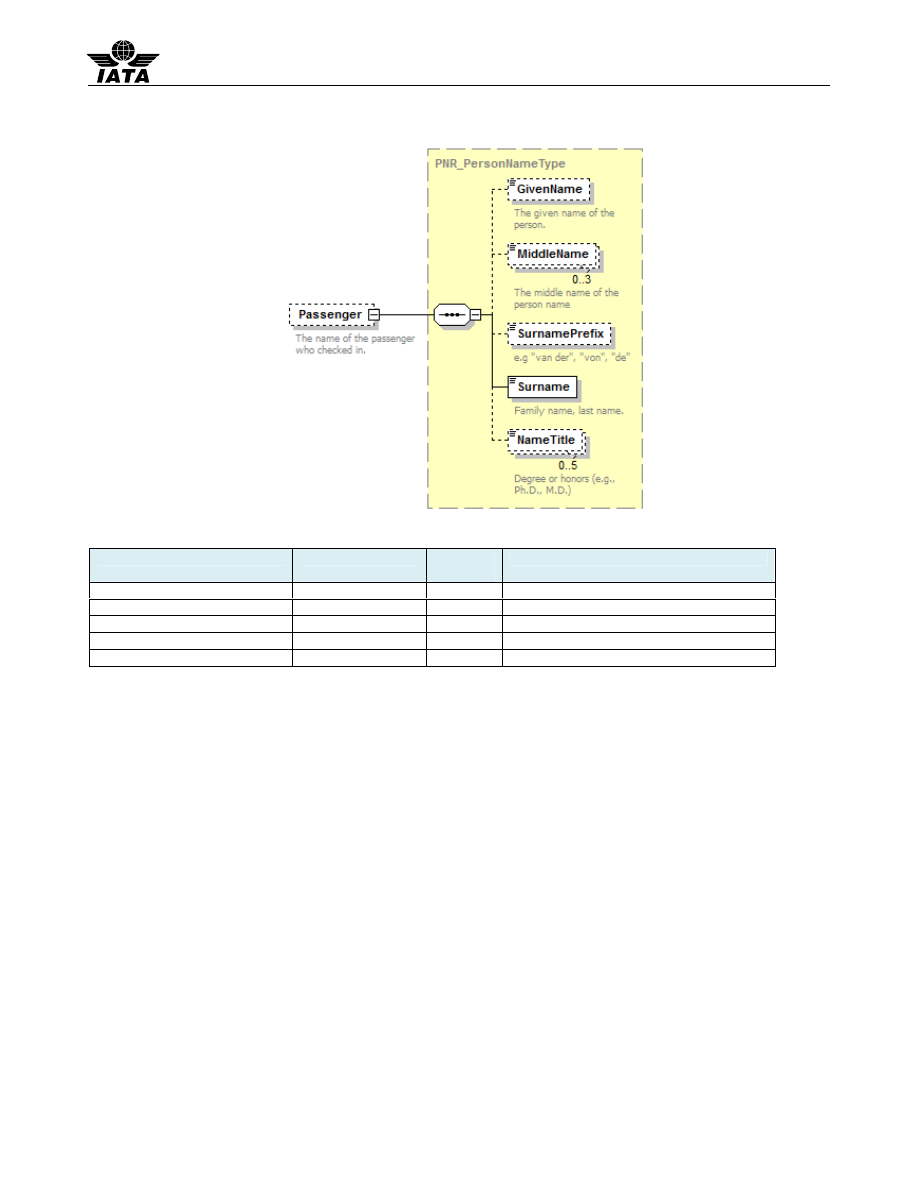 IATA
PNR_PersonNameType
GivenName
The given name of the
person.
MiddleName
0..3
The middle name of the
person name
Passenger
The name of the passenger
who checked in.
SurnamePrefix
e.g "van der", "von", "de"
Surname
Family name, last name.
NameTitle
0..5
Degree or honors (e.g.,
Ph.D., M.D.)